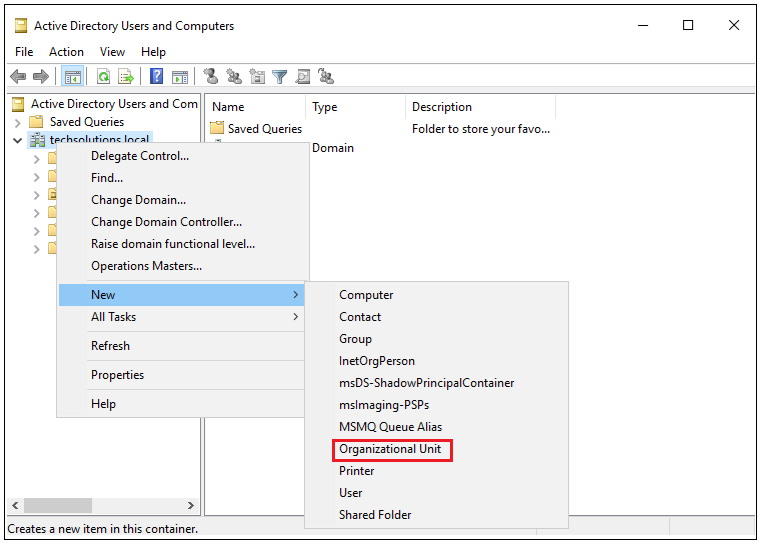 Active Directory Users and Computers
File Action View Help
Active Directory Users and Com
Saved Queries
techsolutions.local
Name Type Description
Saved Queries Folder to store your favo...
Domain
Delegate Control...
Find...
Change Domain...
Change Domain Controller...
Raise domain functional level...
Operations Masters...
New
All Tasks
Refresh
Properties
Help
Computer
Contact
Group
InetOrgPerson
msDS-ShadowPrincipalContainer
msImaging-PSPs
MSMQ Queue Alias
Organizational Unit
Printer
User
Shared Folder
Creates a new item in this container.